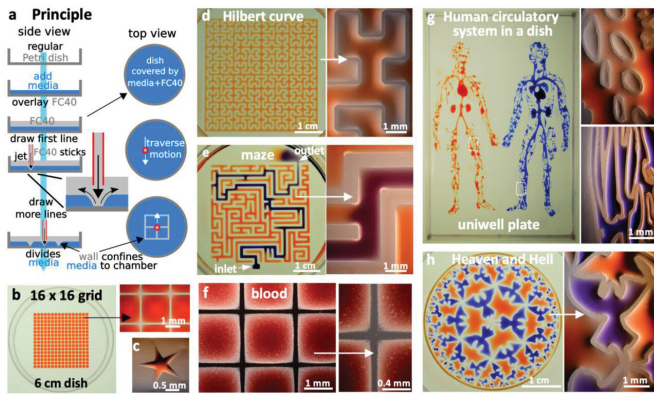 a Principle
side view
top view
regular
Petri dish
add
media
overlay FC40
FC40
draw first line
FC40 sticks
jet
draw
more lines
divides
media
wall confines
media to chamber
dish
covered by
media+FC40
traverse
motion
b 16 x 16 grid
6 cm dish
1 mm
c
0.5 mm
d Hilbert curve
1 cm
1 mm
e maze
outlet
Inlet
1 cm
1 mm
f blood
1 mm
0.4 mm
g Human circulatory
system in a dish
uniwell plate
1 mm
h Heaven and Hell
1 cm
1 mm